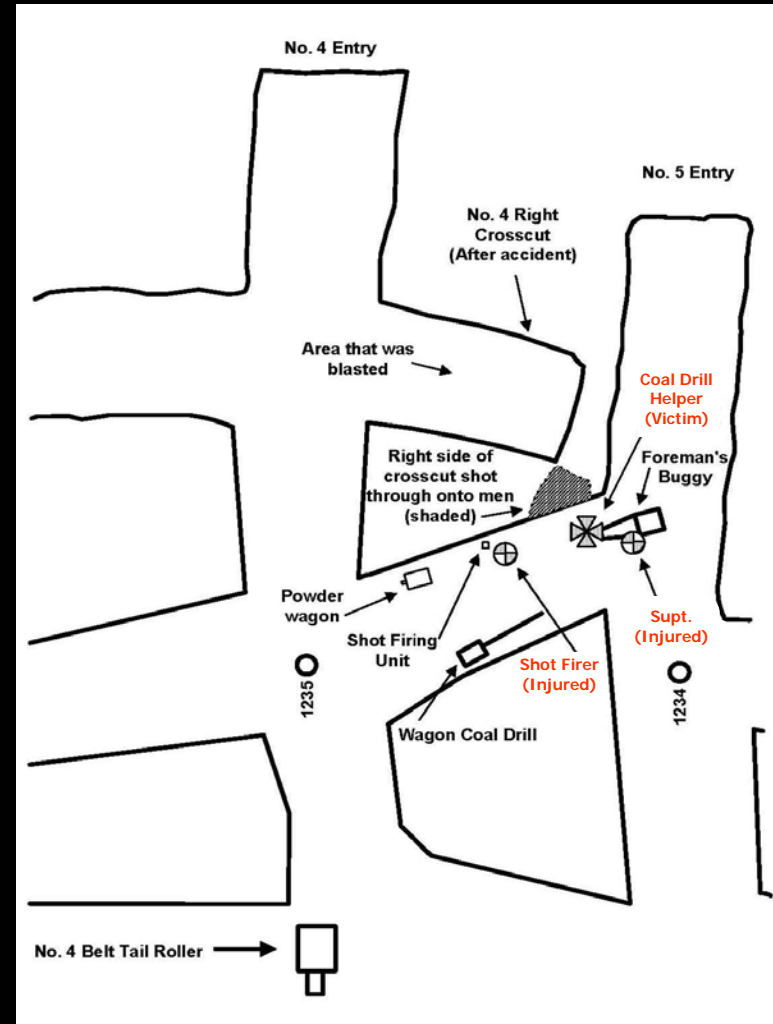 No. 4 Entry
No. 5 Entry
No. 4 Right
Crosscut
(After accident)
Area that was
blasted
Coal Drill
Helper
(Victim)
Right side of
crosscut shot
through onto men
(shaded)
Foreman's
Buggy
Powder
wagon
Shot Firing
Unit
Supt.
(Injured)
Shot Firer
(Injured)
1235
1234
Wagon Coal Drill
No. 4 Belt Tail Roller